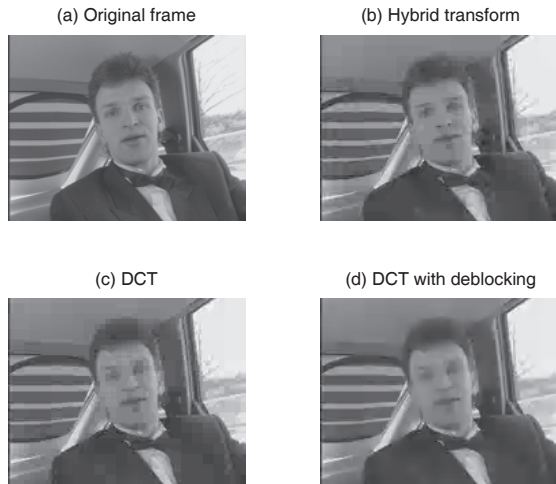 (a) Original frame
(b) Hybrid transform
(c) DCT
(d) DCT with deblocking